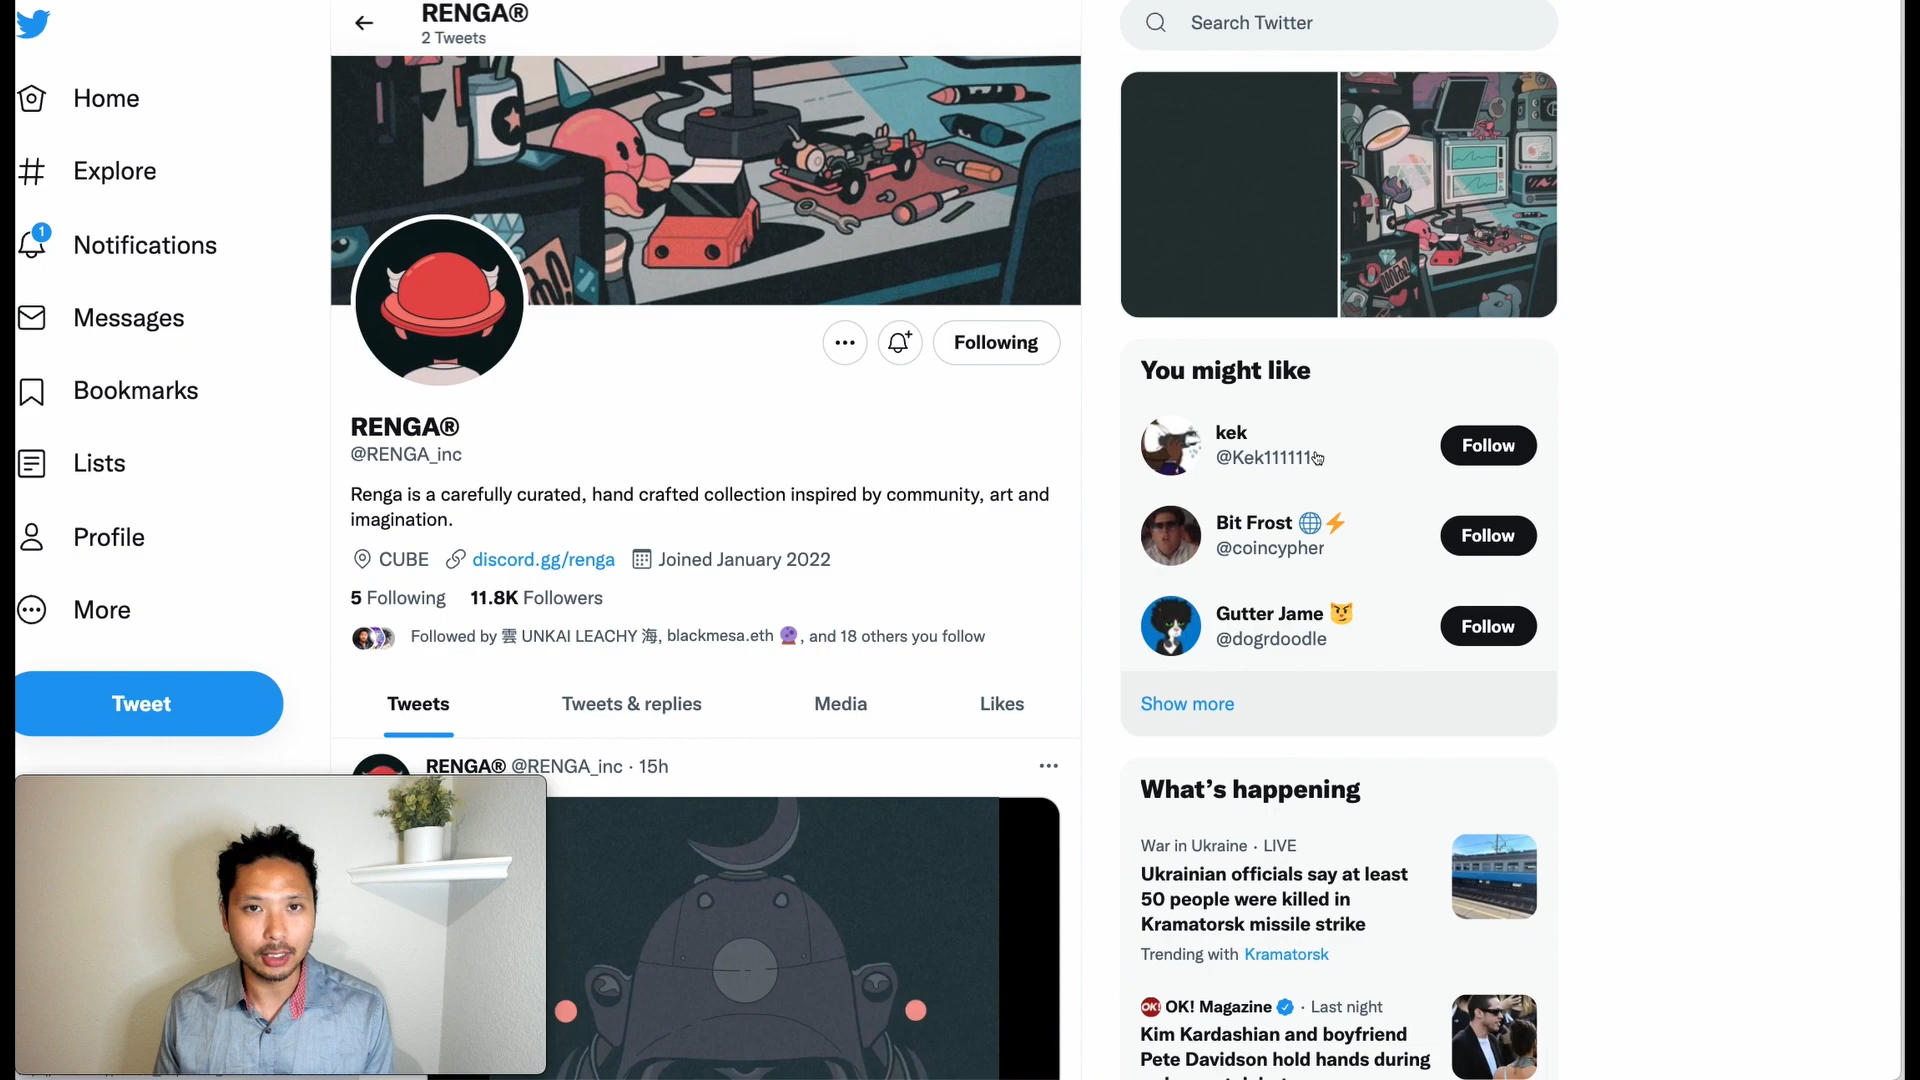 RENGA®
2 Tweets
Search Twitter
Home
Explore
1
Notifications
Messages
Bookmarks
Lists
Profile
More
Tweet
Following
RENGA®
@RENGA_inc
Renga is a carefully curated, hand crafted collection inspired by community, art and
imagination.
CUBE discord.gg/renga Joined January 2022
5 Following 11.8K Followers
Followed by 雲 UNKAI LEACHY 海, blackmesa.eth 🔮, and 18 others you follow
Tweets Tweets & replies Media Likes
RENGA® @RENGA_inc · 15h
You might like
kek
@Kek111111
Follow
Bit Frost 🌐⚡
@coincypher
Follow
Gutter Jame 😼
@dogrdoodle
Follow
Show more
What's happening
War in Ukraine · LIVE
Ukrainian officials say at least
50 people were killed in
Kramatorsk missile strike
Trending with Kramatorsk
OK! OK! Magazine · Last night
Kim Kardashian and boyfriend
Pete Davidson hold hands during